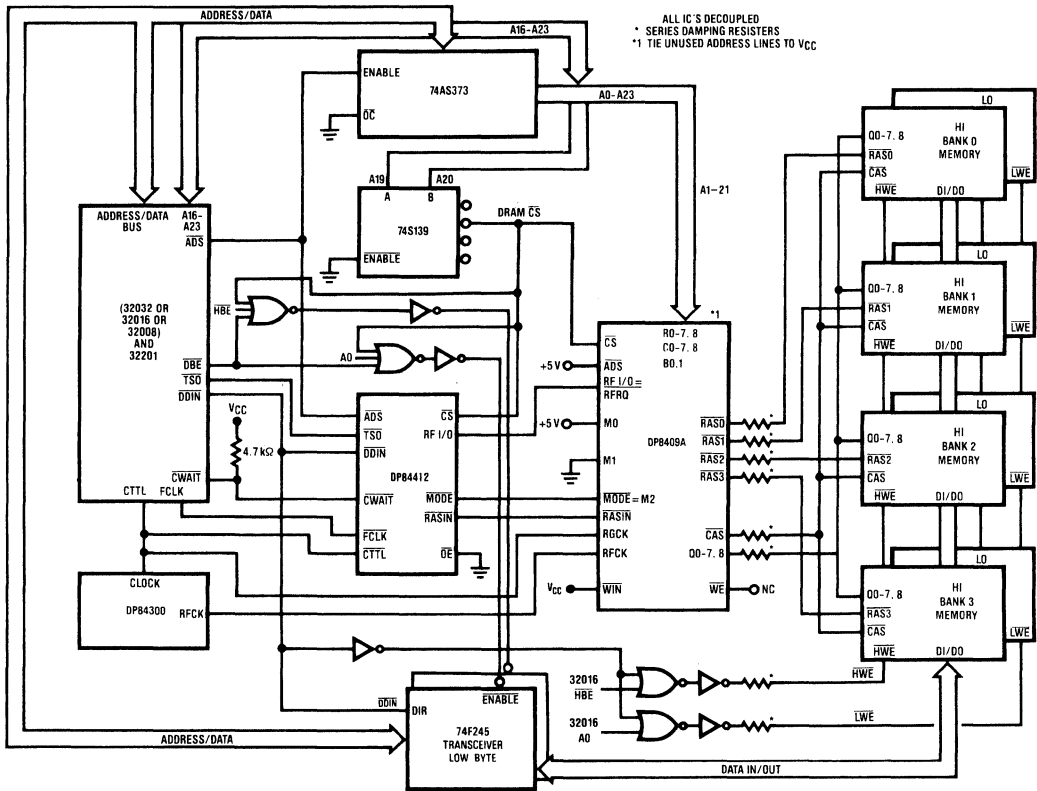 ADDRESS/DATA
A16-A23
ALL IC'S DECOUPLED
* SERIES DAMPING RESISTERS
*1 TIE UNUSED ADDRESS LINES TO VCC
ENABLE
74AS373
OC
A0-A23
A19
A20
A
B
74S139
ENABLE
DRAM CS
A1-21
ADDRESS/DATA
BUS
A16-
A23
ADS
(32032 OR
32016 OR
32008)
AND
32201
HBE
DBE
TSO
DDIN
A0
VCC
4.7kΩ
CWAIT
CTTL
FCLK
CLOCK
DP84300
RFCK
ADS
CS
TSO
RF I/O
DDIN
DP84412
CWAIT
MODE
RASIN
FCLK
CTTL
OE
*1
R0-7. 8
C0-7. 8
B0.1
CS
+5 V
ADS
RF I/O =
RFRQ
+5 V
M0
M1
DP8409A
MODE = M2
RASIN
RGCK
RFCK
VCC
WIN
RAS0
*
RAS1
*
RAS2
*
RAS3
*
CAS
*
Q0-7. 8
*
WE
NC
LO
HI
BANK 0
MEMORY
Q0-7. 8
RAS0
CAS
HWE
DI/DO
LWE
LO
HI
BANK 1
MEMORY
Q0-7. 8
RAS1
CAS
HWE
DI/DO
LWE
LO
HI
BANK 2
MEMORY
Q0-7. 8
RAS2
CAS
HWE
DI/DO
LWE
LO
HI
BANK 3
MEMORY
Q0-7. 8
RAS3
CAS
HWE
DI/DO
LWE
32016
HBE
*
HWE
32016
A0
*
LWE
DDIN
DIR
ENABLE
74F245
TRANSCEIVER
LOW BYTE
ADDRESS/DATA
DATA IN/OUT